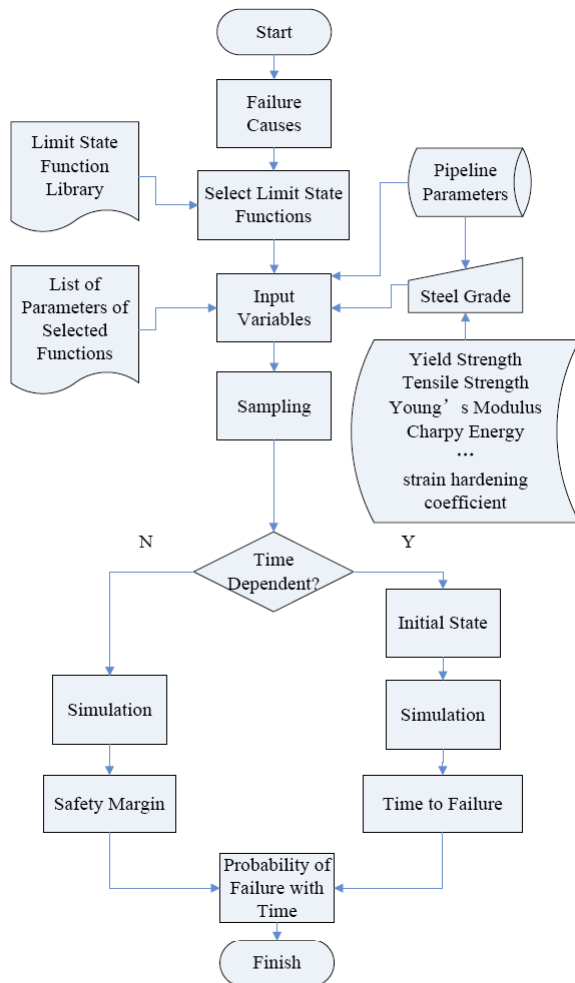 Start
Failure
Causes
Limit State
Function
Library
Select Limit State
Functions
Pipeline
Parameters
List of
Parameters of
Selected
Functions
Input
Variables
Steel Grade
Sampling
Yield Strength
Tensile Strength
Young’s Modulus
Charpy Energy
…
strain hardening
coefficient
N
Time
Dependent?
Y
Initial State
Simulation
Simulation
Safety Margin
Time to Failure
Probability of
Failure with
Time
Finish